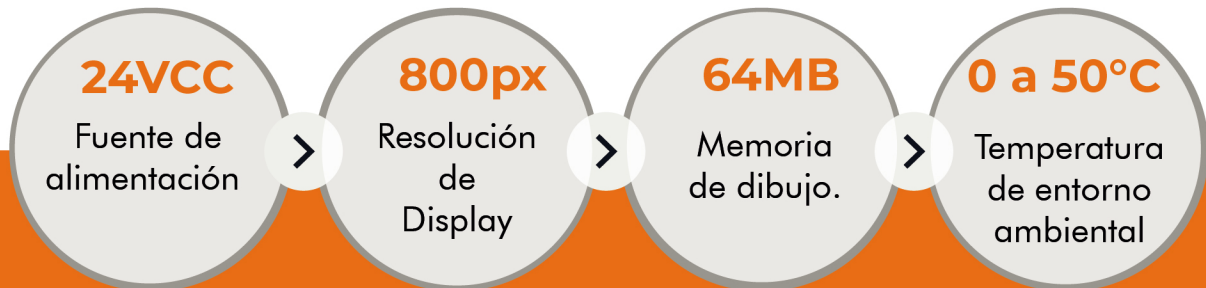 24VCC
Fuente de
alimentación
800px
Resolución
de
Display
64MB
Memoria
de dibujo.
0 a 50°C
Temperatura
de entorno
ambiental